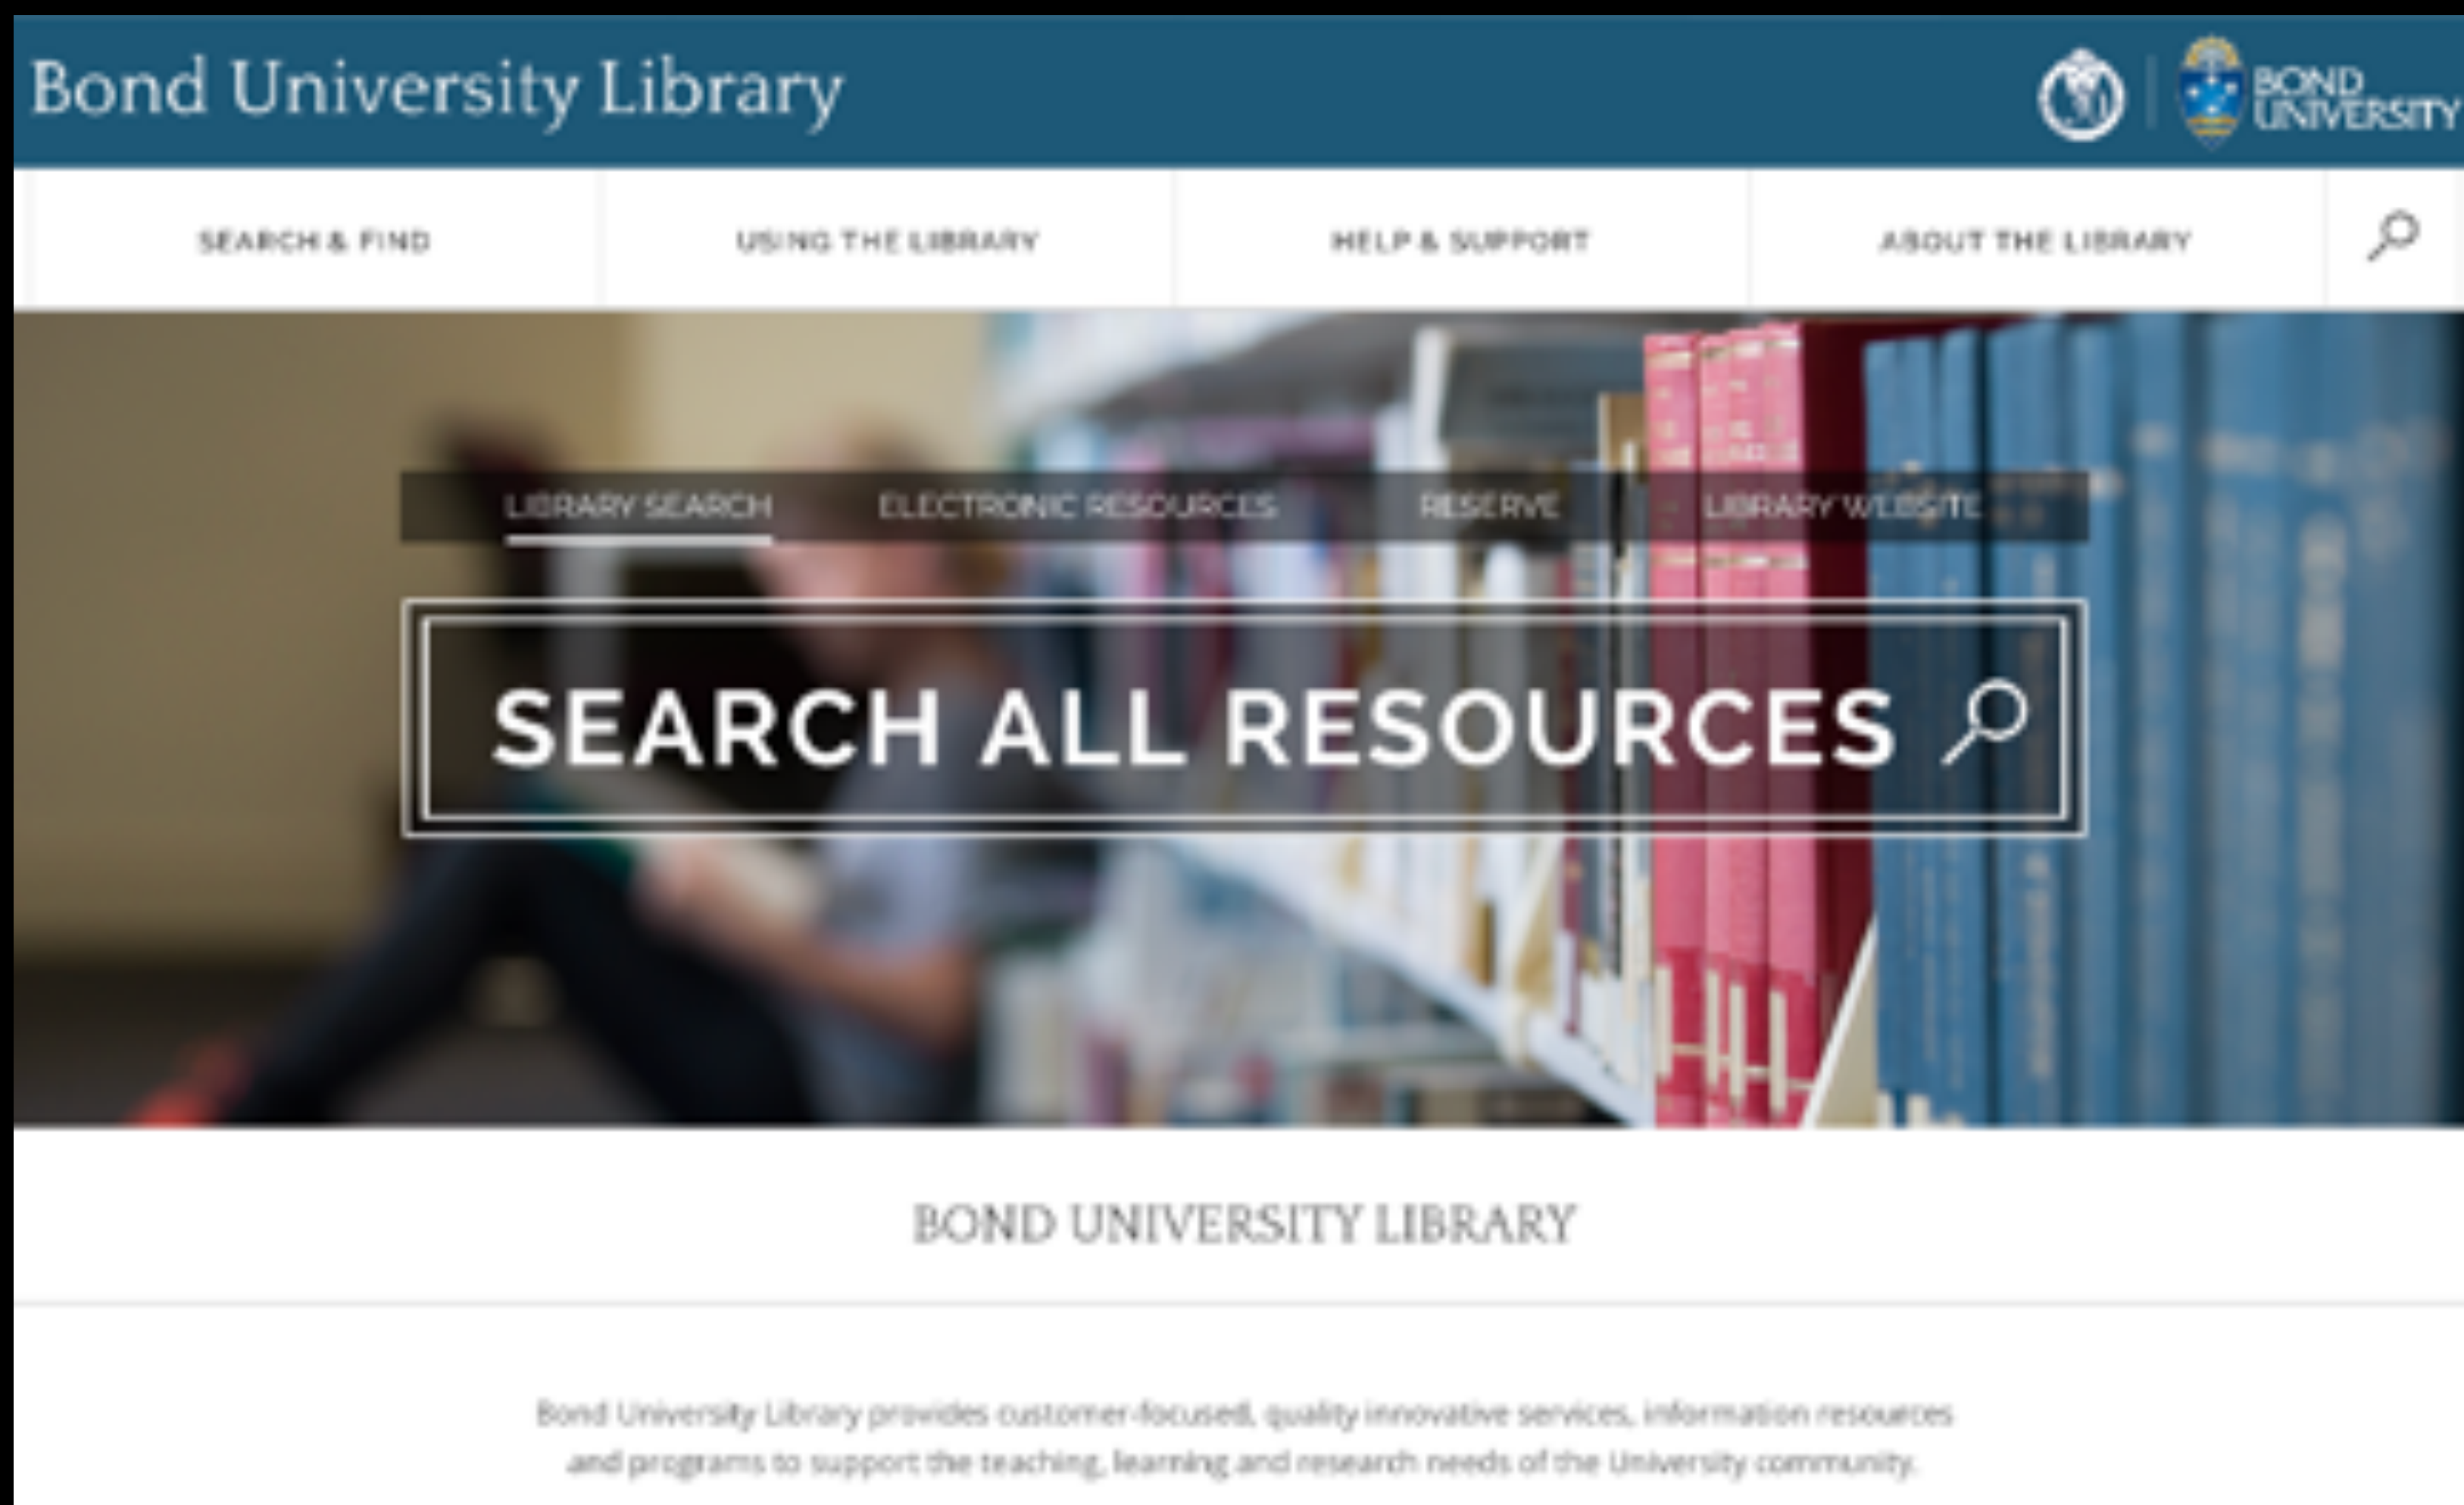 Bond University Library
BOND
UNIVERSITY
SEARCH & FIND
USING THE LIBRARY
HELP & SUPPORT
ABOUT THE LIBRARY
LIBRARY SEARCH
ELECTRONIC RESOURCES
RESERVE
LIBRARY WEBSITE
SEARCH ALL RESOURCES
BOND UNIVERSITY LIBRARY
Bond University Library provides customer-focused, quality innovative services, information resources
and programs to support the teaching, learning and research needs of the University community.